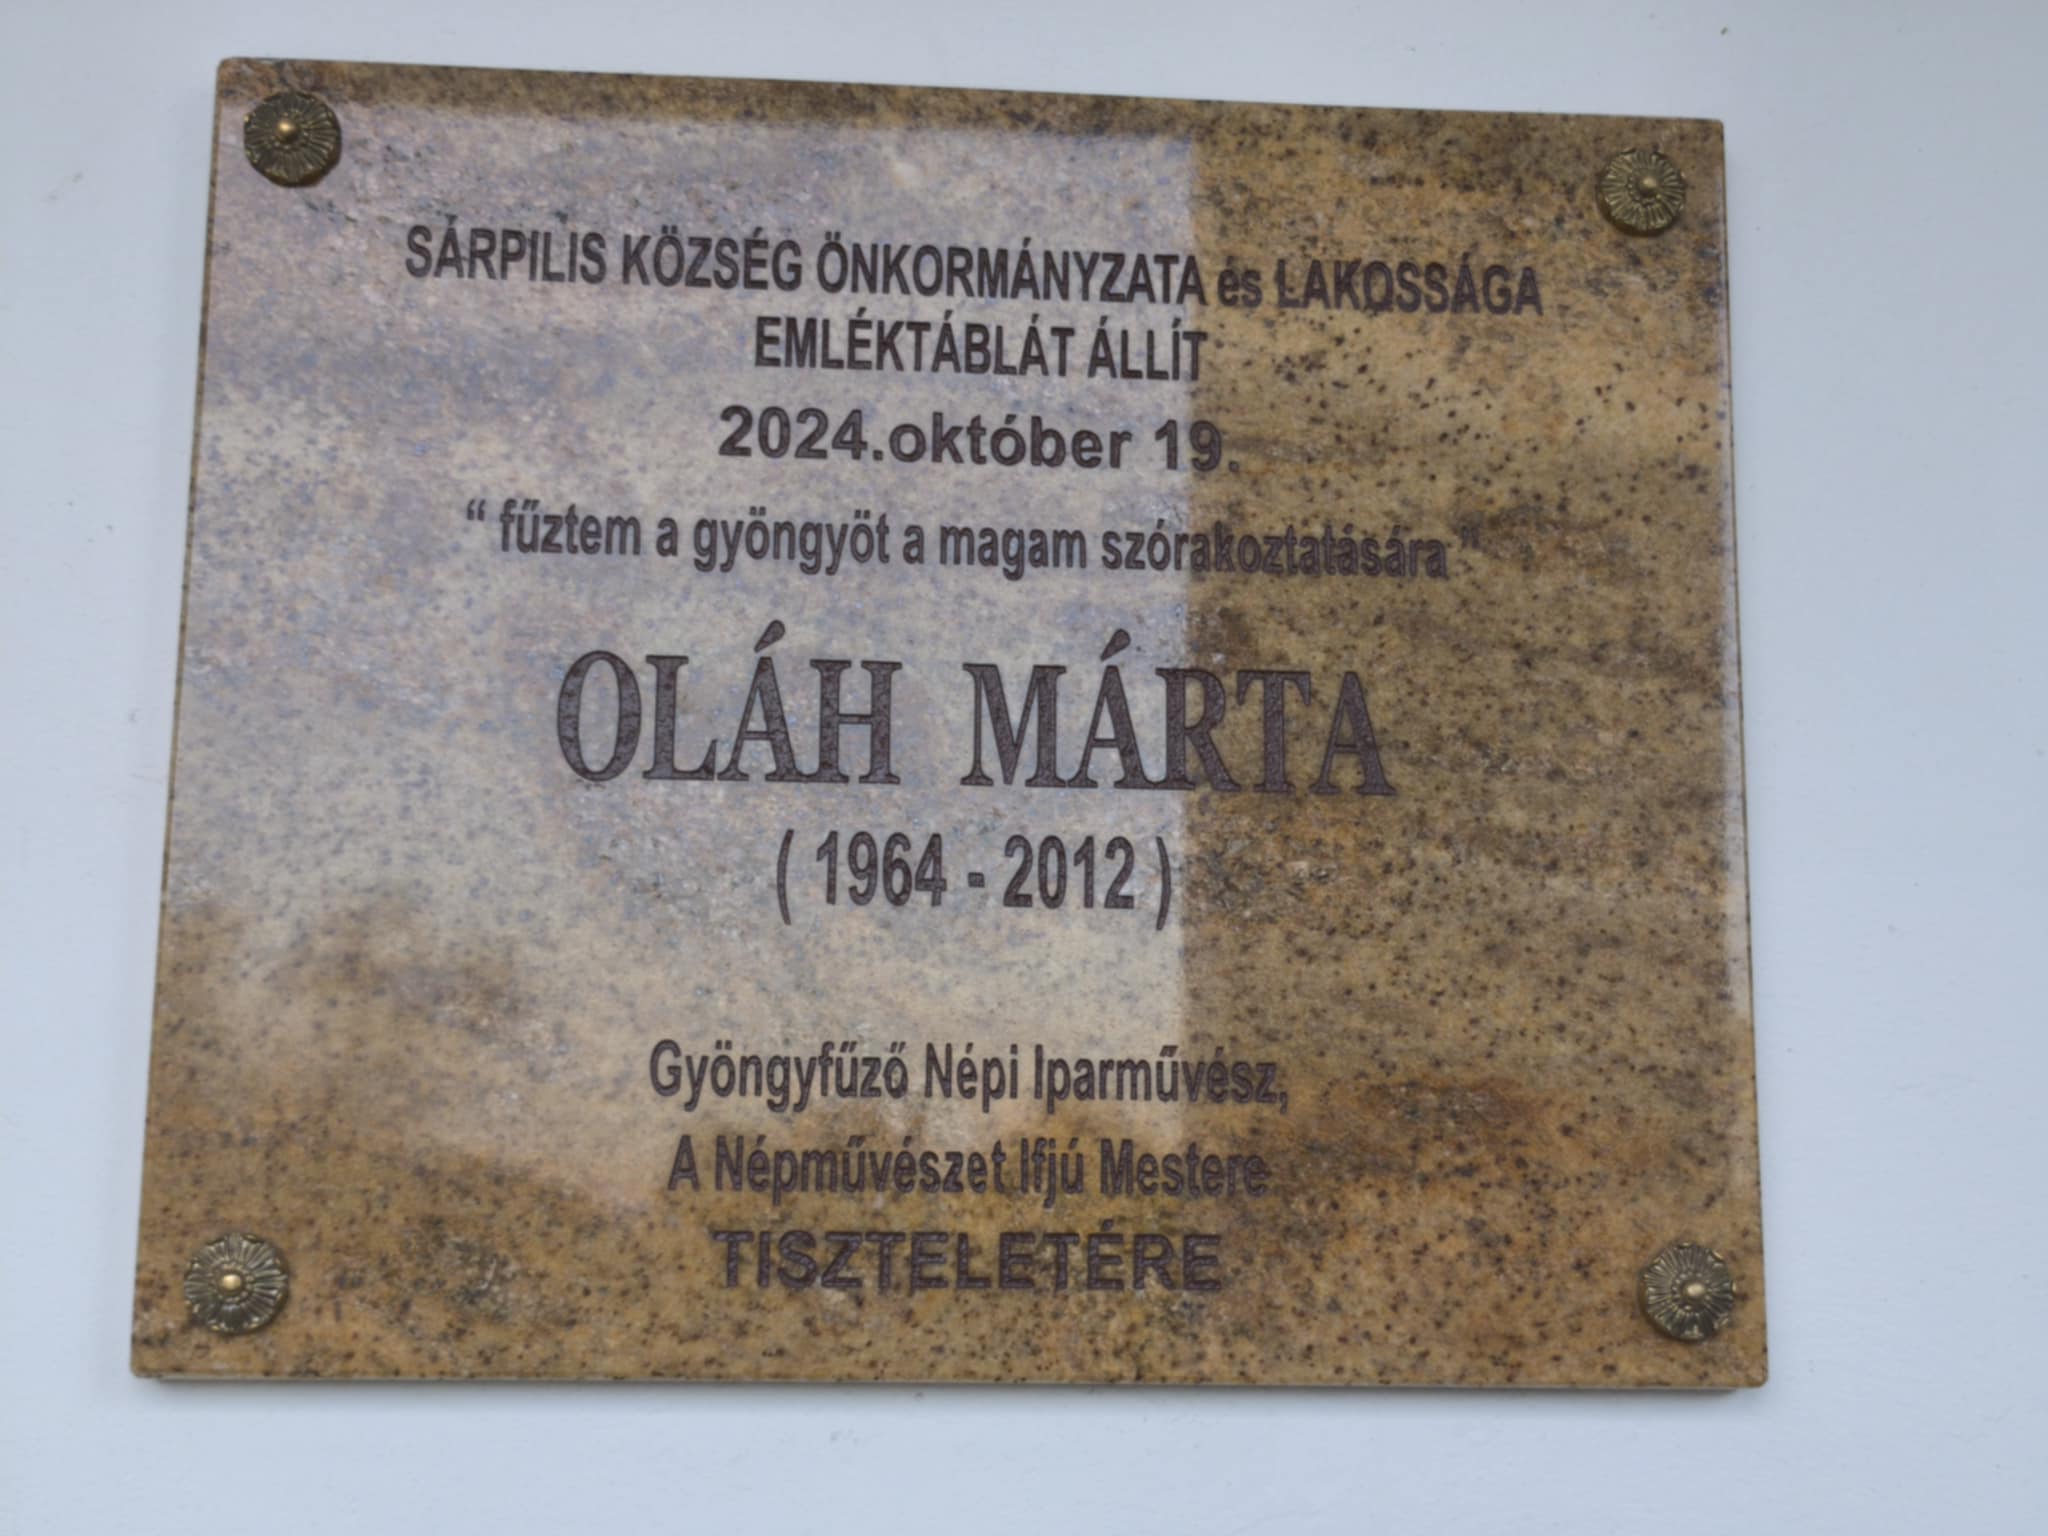 SÁRPILIS KÖZSÉG ÖNKORMÁNYZATA és LAKOSSÁGA
EMLÉKTÁBLÁT ÁLLÍT
2024.október 19.
“ fűztem a gyöngyöt a magam szórakoztatására ”
OLÁH MÁRTA
( 1964 - 2012 )
Gyöngyfűző Népi Iparművész,
A Népművészet Ifjú Mestere
TISZTELETÉRE